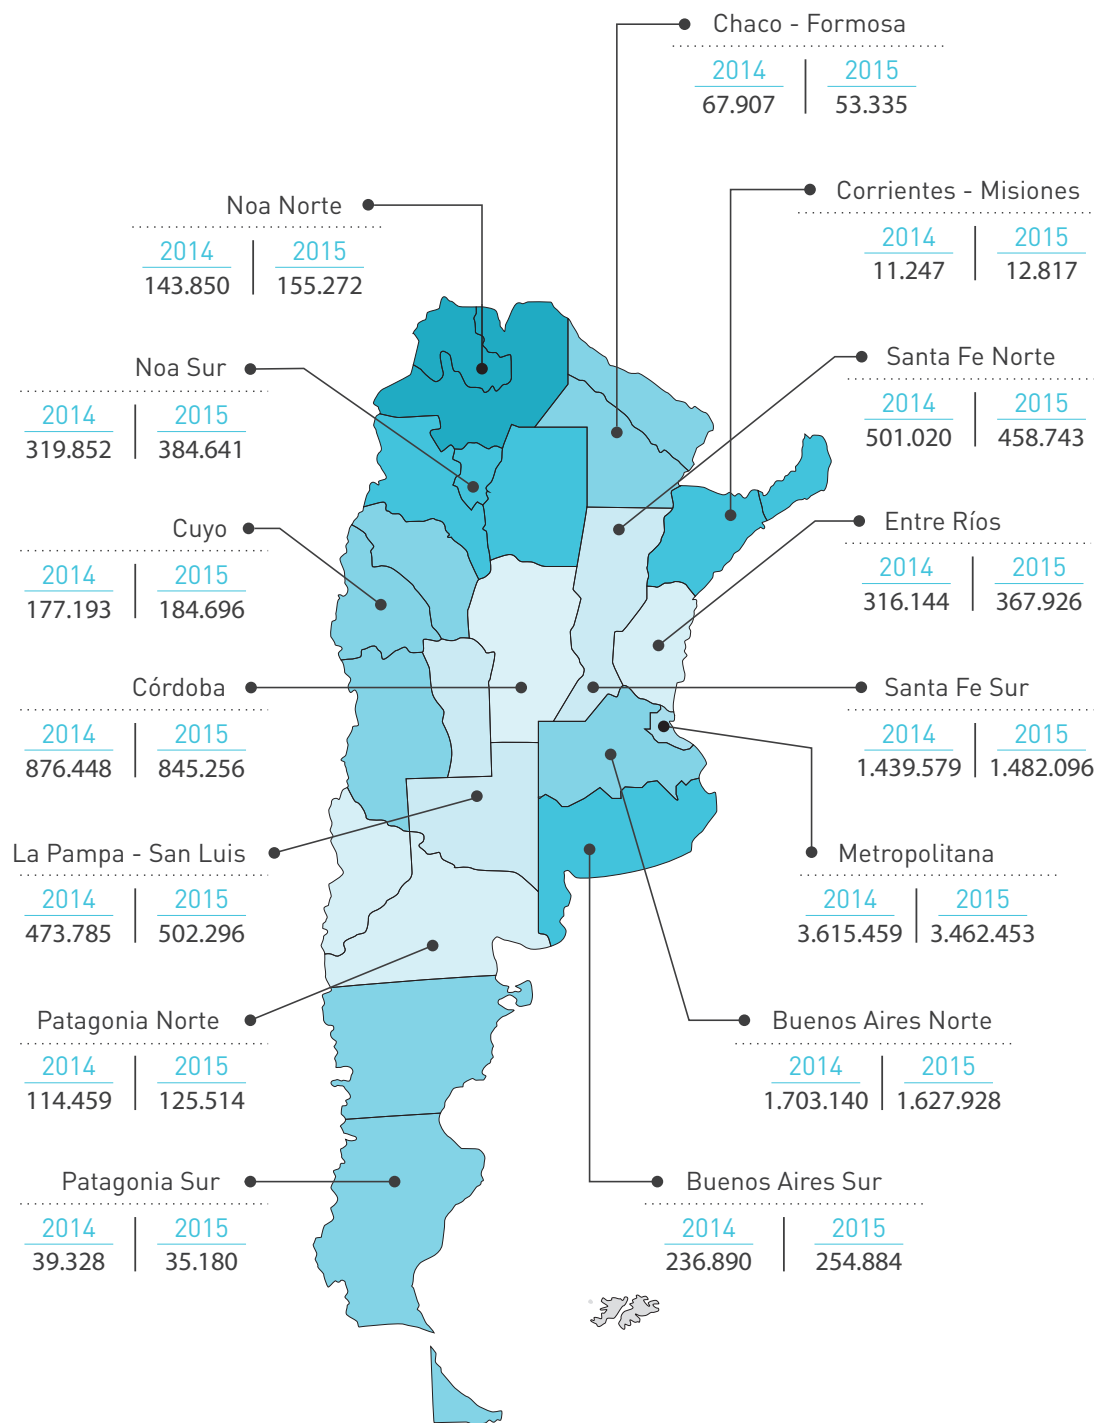 Chaco - Formosa
2014 2015
67.907 53.335
Noa Norte
2014 2015
143.850 155.272
Corrientes - Misiones
2014 2015
11.247 12.817
Noa Sur
2014 2015
319.852 384.641
Santa Fe Norte
2014 2015
501.020 458.743
Cuyo
2014 2015
177.193 184.696
Entre Ríos
2014 2015
316.144 367.926
Córdoba
2014 2015
876.448 845.256
Santa Fe Sur
2014 2015
1.439.579 1.482.096
La Pampa - San Luis
2014 2015
473.785 502.296
Metropolitana
2014 2015
3.615.459 3.462.453
Patagonia Norte
2014 2015
114.459 125.514
Buenos Aires Norte
2014 2015
1.703.140 1.627.928
Patagonia Sur
2014 2015
39.328 35.180
Buenos Aires Sur
2014 2015
236.890 254.884